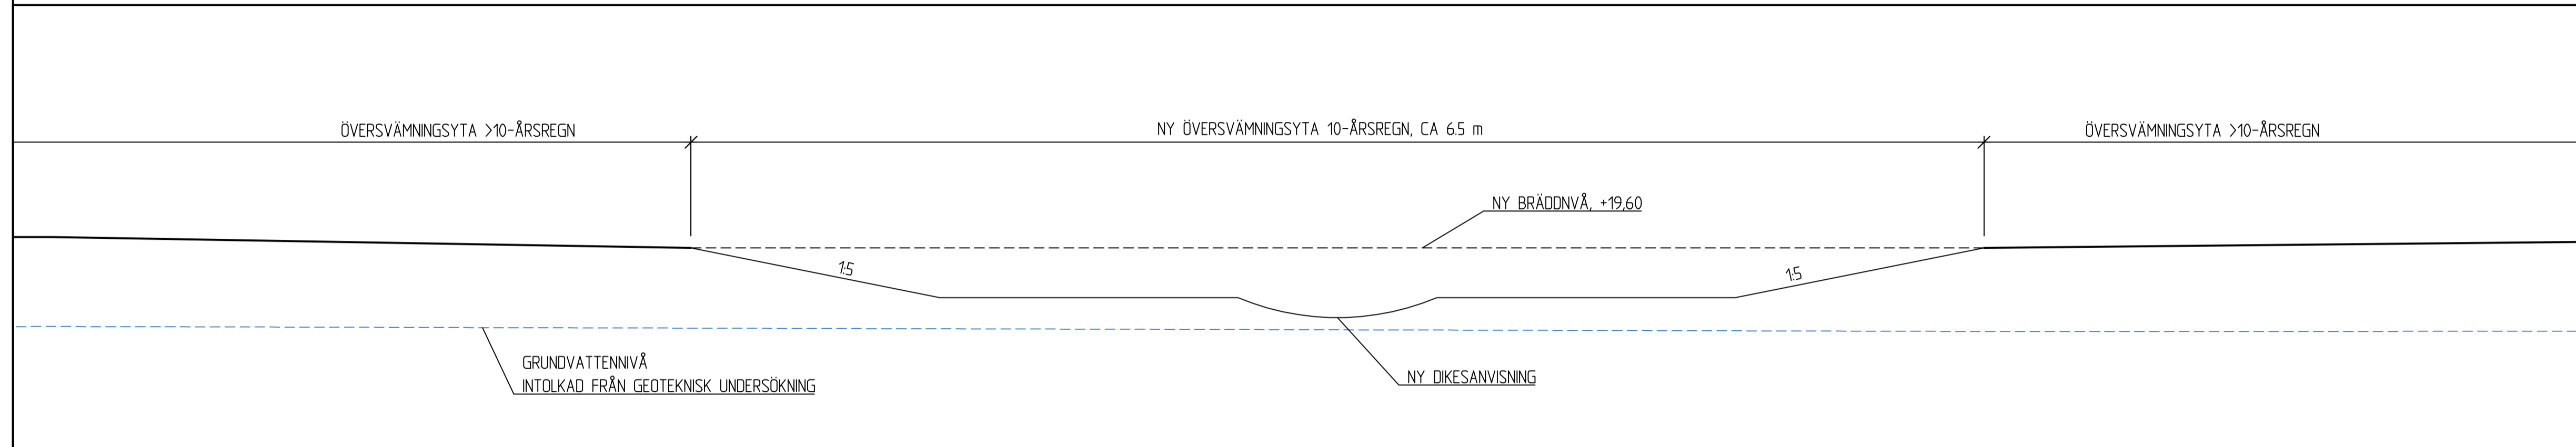 ÖVERSVÄMNINGSYTA >10-ÅRSREGN
NY ÖVERSVÄMNINGSYTA 10-ÅRSREGN, CA 6.5 m
ÖVERSVÄMNINGSYTA >10-ÅRSREGN
NY BRÄDDNVÅ, +19,60
1:5
1:5
GRUNDVATTENNIVÅ
INTOLKAD FRÅN GEOTEKNISK UNDERSÖKNING
NY DIKESANVISNING